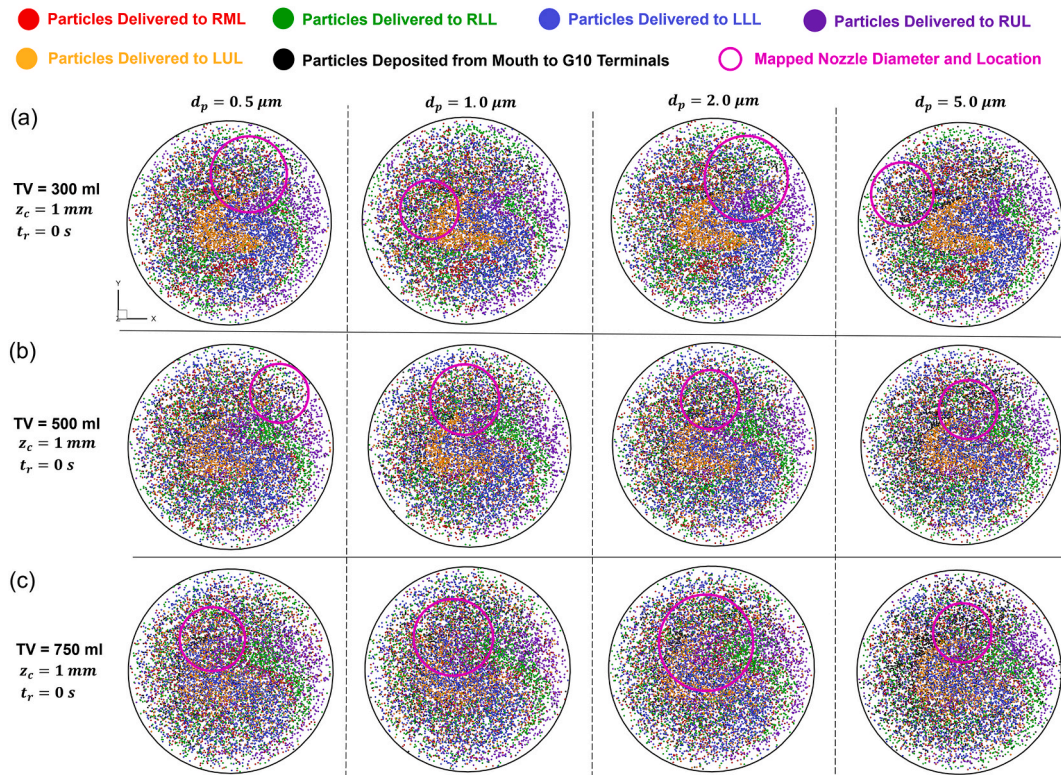 Particles Delivered to RML
Particles Delivered to RLL
Particles Delivered to LLL
Particles Delivered to RUL
Particles Delivered to LUL
Particles Deposited from Mouth to G10 Terminals
Mapped Nozzle Diameter and Location
d_p = 0.5 μm
d_p = 1.0 μm
d_p = 2.0 μm
d_p = 5.0 μm
(a)
TV = 300 ml
z_c = 1 mm
t_r = 0 s
Y
Z
X
(b)
TV = 500 ml
z_c = 1 mm
t_r = 0 s
(c)
TV = 750 ml
z_c = 1 mm
t_r = 0 s